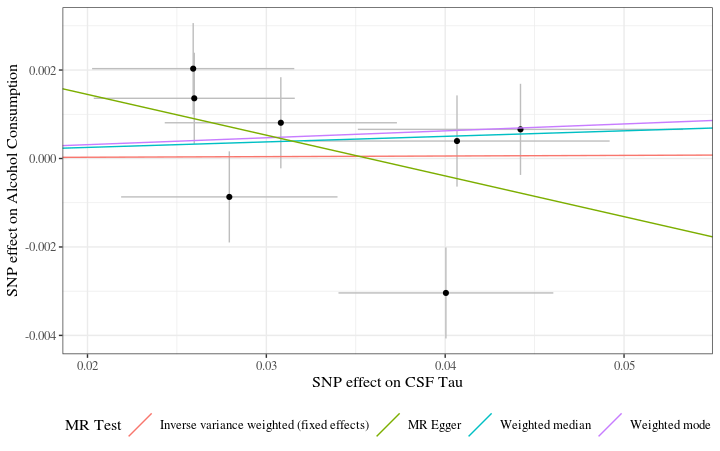 SNP effect on Alcohol Consumption
0.002
0.000
-0.002
-0.004
0.02 0.03 0.04 0.05
SNP effect on CSF Tau
MR Test Inverse variance weighted (fixed effects) MR Egger Weighted median Weighted mode